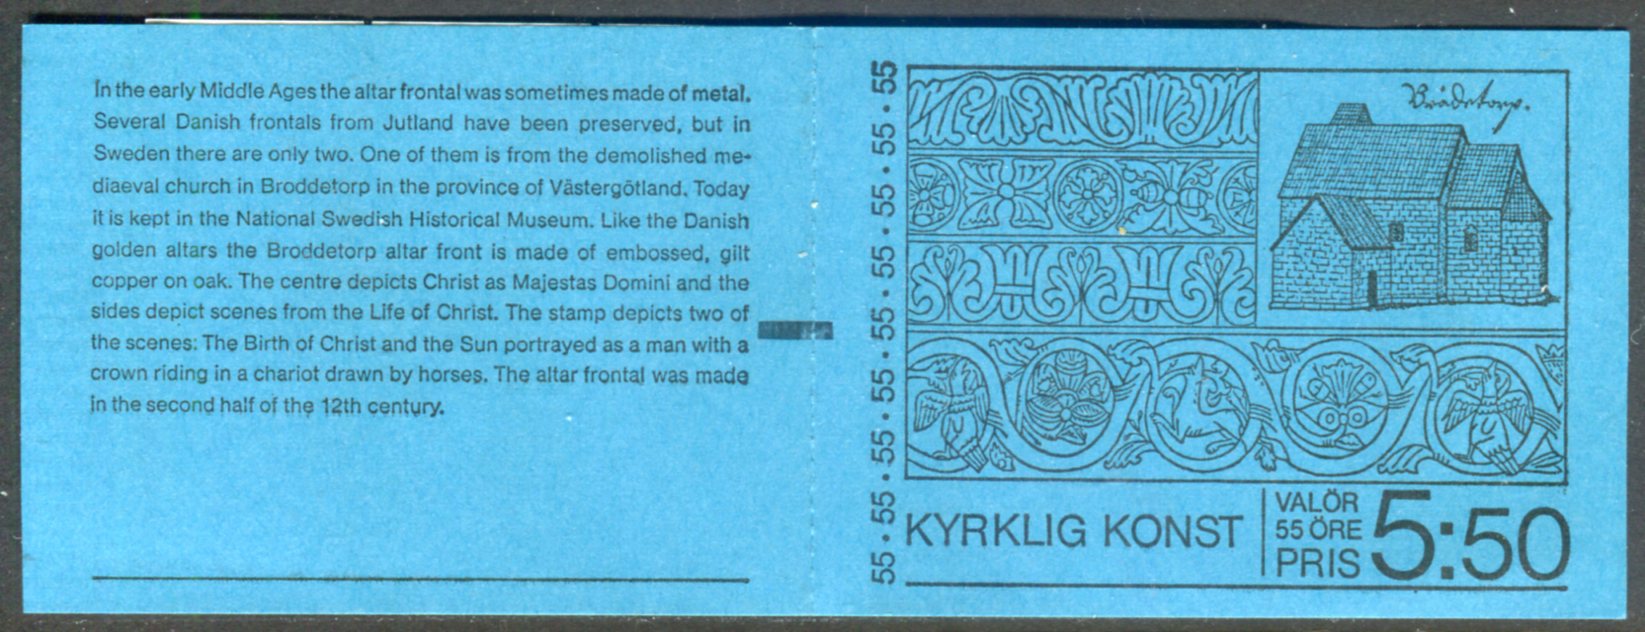 In the early Middle Ages the altar frontal was sometimes made of metal.
Several Danish frontals from Jutland have been preserved, but in
Sweden there are only two. One of them is from the demolished me-
diaeval church in Broddetorp in the province of Västergötland. Today
it is kept in the National Swedish Historical Museum. Like the Danish
golden altars the Broddetorp altar front is made of embossed, gilt
copper on oak. The centre depicts Christ as Majestas Domini and the
sides depict scenes from the Life of Christ. The stamp depicts two of
the scenes: The Birth of Christ and the Sun portrayed as a man with a
crown riding in a chariot drawn by horses. The altar frontal was made
in the second half of the 12th century.
55 · 55 · 55 · 55 · 55 · 55 · 55 · 55 · 55
Brådetorp.
KYRKLIG KONST
VALÖR
55 ÖRE
PRIS
5:50